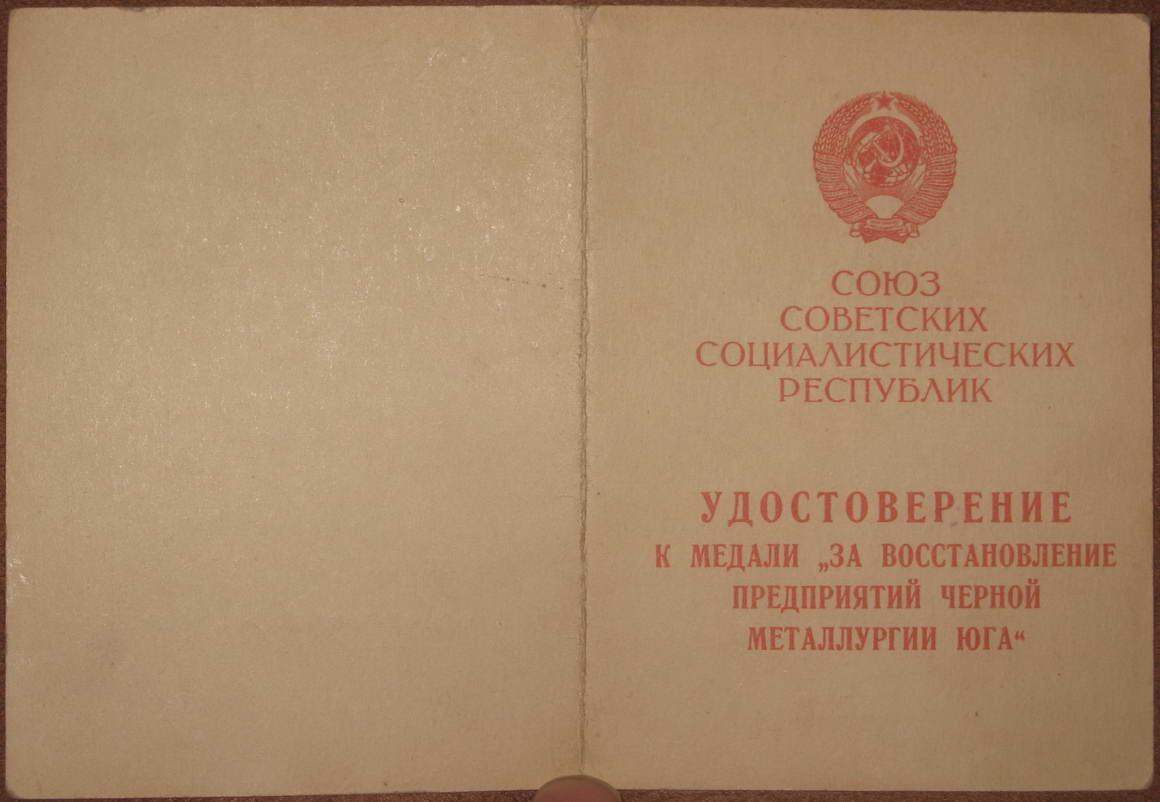 СОЮЗ
СОВЕТСКИХ
СОЦИАЛИСТИЧЕСКИХ
РЕСПУБЛИК
УДОСТОВЕРЕНИЕ
К МЕДАЛИ „ЗА ВОССТАНОВЛЕНИЕ
ПРЕДПРИЯТИЙ ЧЕРНОЙ
МЕТАЛЛУРГИИ ЮГА“